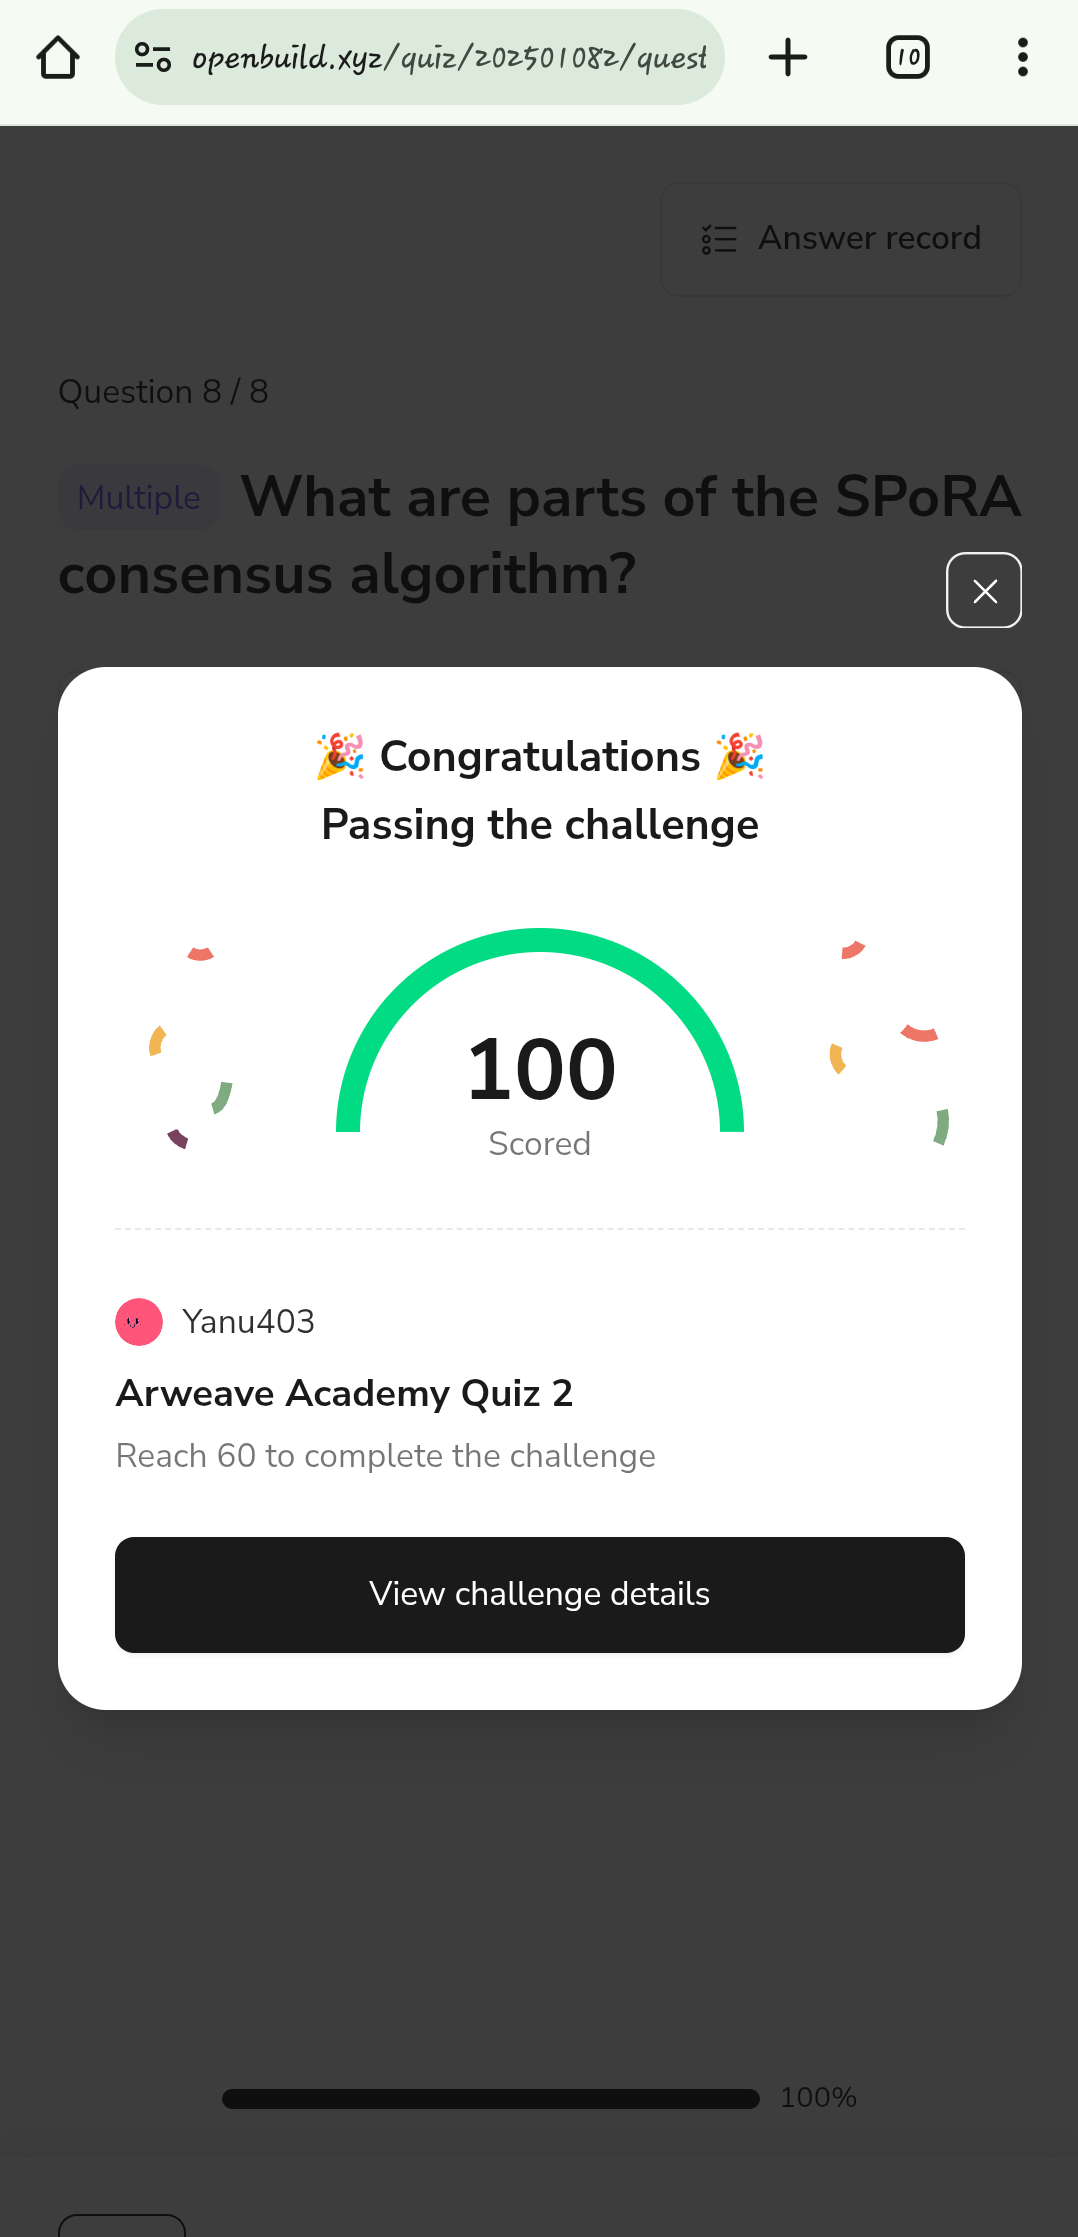 openbuild.xyz/quiz/202501082/quest
10
Answer record
Question 8 / 8
Multiple What are parts of the SPoRA
consensus algorithm?
🎉 Congratulations 🎉
Passing the challenge
100
Scored
Yanu403
Arweave Academy Quiz 2
Reach 60 to complete the challenge
View challenge details
100%